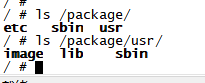 / #
/ # ls /package/
etc sbin usr
/ # ls /package/usr/
image lib sbin
/ #